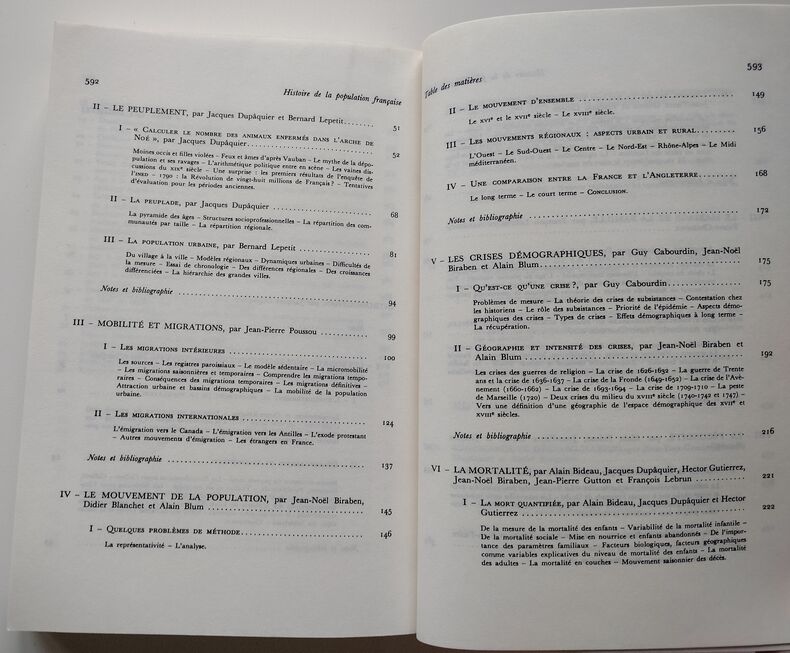 592
Histoire de la population française
II – LE PEUPLEMENT, par Jacques Dupâquier et Bernard Lepetit........ 51
I – « Calculer le nombre des animaux enfermés dans l'arche de
Noé », par Jacques Dupâquier ........ 52
Moines occis et filles violées – Feux et âmes d'après Vauban – Le mythe de la dépo-
pulation et ses ravages – L'arithmétique politique entre en scène – Les vaines dis-
cussions du XIXe siècle – Une surprise : les premiers résultats de l'enquête de
l'INED – 1790 : la Révolution de vingt-huit millions de Français ? – Tentatives
d'évaluation pour les périodes anciennes.
II – La peuplade, par Jacques Dupâquier ........ 68
La pyramide des âges – Structures socioprofessionnelles – La répartition des com-
munautés par taille – La répartition régionale.
III – La population urbaine, par Bernard Lepetit ........ 81
Du village à la ville – Modèles régionaux – Dynamiques urbaines – Difficultés de
la mesure – Essai de chronologie – Des différences régionales – Des croissances
différenciées – La hiérarchie des grandes villes.
Notes et bibliographie ........ 94
III – MOBILITÉ ET MIGRATIONS, par Jean-Pierre Poussou ........ 99
I – Les migrations intérieures ........ 100
Les sources – Les registres paroissiaux – Le modèle sédentaire – La micromobilité
– Les migrations saisonnières et temporaires – Comprendre les migrations tempo-
raires – Conséquences des migrations temporaires – Les migrations définitives –
Attraction urbaine et bassins démographiques – La mobilité de la population
urbaine.
II – Les migrations internationales ........ 124
L'émigration vers le Canada – L'émigration vers les Antilles – L'exode protestant
– Autres mouvements d'émigration – Les étrangers en France.
Notes et bibliographie ........ 137
IV – LE MOUVEMENT DE LA POPULATION, par Jean-Noël Biraben,
Didier Blanchet et Alain Blum ........ 145
I – Quelques problèmes de méthode ........ 146
La représentativité – L'analyse.
Table des matières
593
II – Le mouvement d'ensemble ........ 149
Le XVIe et le XVIIe siècle – Le XVIIIe siècle.
III – Les mouvements régionaux : aspects urbain et rural ........ 156
L'Ouest – Le Sud-Ouest – Le Centre – Le Nord-Est – Rhône-Alpes – Le Midi
méditerranéen.
IV – Une comparaison entre la France et l'Angleterre ........ 168
Le long terme – Le court terme – Conclusion.
Notes et bibliographie ........ 172
V – LES CRISES DÉMOGRAPHIQUES, par Guy Cabourdin, Jean-Noël
Biraben et Alain Blum ........ 175
I – Qu'est-ce qu'une crise ?, par Guy Cabourdin ........ 175
Problèmes de mesure – La théorie des crises de subsistances – Contestation chez
les historiens – Le rôle des subsistances – Priorité de l'épidémie – Aspects démo-
graphiques des crises – Types de crises – Effets démographiques à long terme –
La récupération.
II – Géographie et intensité des crises, par Jean-Noël Biraben et
Alain Blum ........ 192
Les crises des guerres de religion – La crise de 1626-1632 – La guerre de Trente
ans et la crise de 1636-1637 – La crise de la Fronde (1649-1652) – La crise de l'Avè-
nement (1660-1662) – La crise de 1693-1694 – La crise de 1709-1710 – La peste
de Marseille (1720) – Deux crises du milieu du XVIIIe siècle (1740-1742 et 1747) –
Vers une définition d'une géographie de l'espace démographique des XVIIe et
XVIIIe siècles.
Notes et bibliographie ........ 216
VI – LA MORTALITÉ, par Alain Bideau, Jacques Dupâquier, Hector Gutierrez,
Jean-Noël Biraben, Jean-Pierre Gutton et François Lebrun ........ 221
I – La mort quantifiée, par Alain Bideau, Jacques Dupâquier et Hector
Gutierrez ........ 222
De la mesure de la mortalité des enfants – Variabilité de la mortalité infantile –
De la mortalité sociale – Mise en nourrice et enfants abandonnés – De l'impor-
tance des paramètres familiaux – Facteurs biologiques, facteurs géographiques
comme variables explicatives du niveau de mortalité des enfants – La mortalité
des adultes – La mortalité en couches – Mouvement saisonnier des décès.